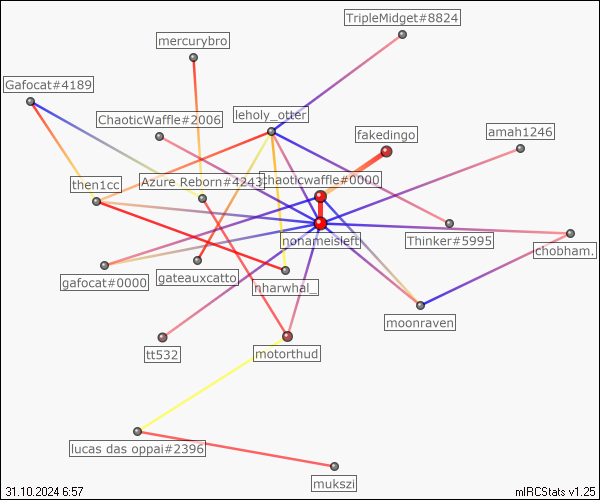 TripleMidget#8824
mercurybro
Gafocat#4189
ChaoticWaffle#2006
leholy_otter
fakedingo
amah1246
then1cc
Azure Reborn#4243
chaoticwaffle#0000
nonameisleft
Thinker#5995
chobham.
gafocat#0000
gateauxcatto
nharwhal_
moonraven
tt532
motorthud
lucas das oppai#2396
mukszi
31.10.2024 6:57
mIRCStats v1.25